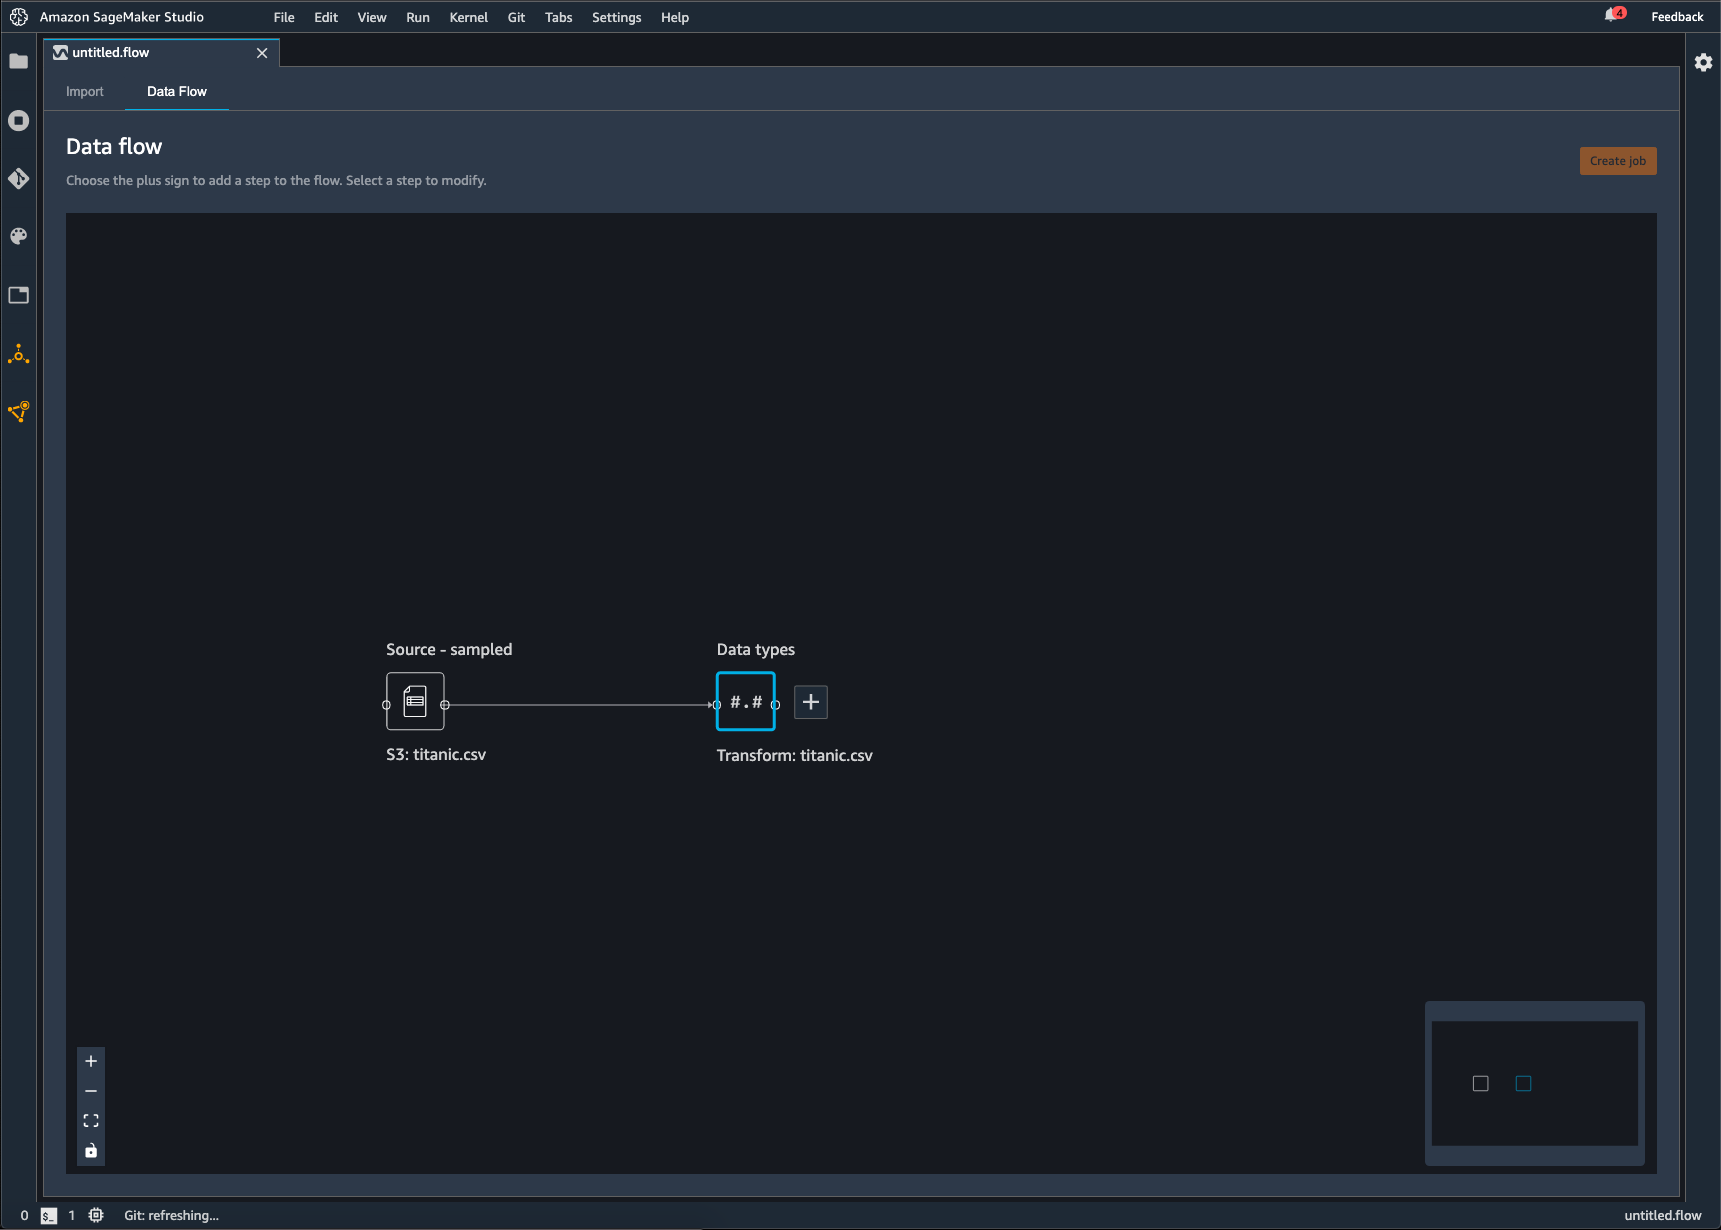 Amazon SageMaker Studio File Edit View Run Kernel Git Tabs Settings Help 4 Feedback
untitled.flow
Import Data Flow
Data flow
Create job
Choose the plus sign to add a step to the flow. Select a step to modify.
Source - sampled Data types
#.#
S3: titanic.csv Transform: titanic.csv
0 $_ 1 Git: refreshing... untitled.flow